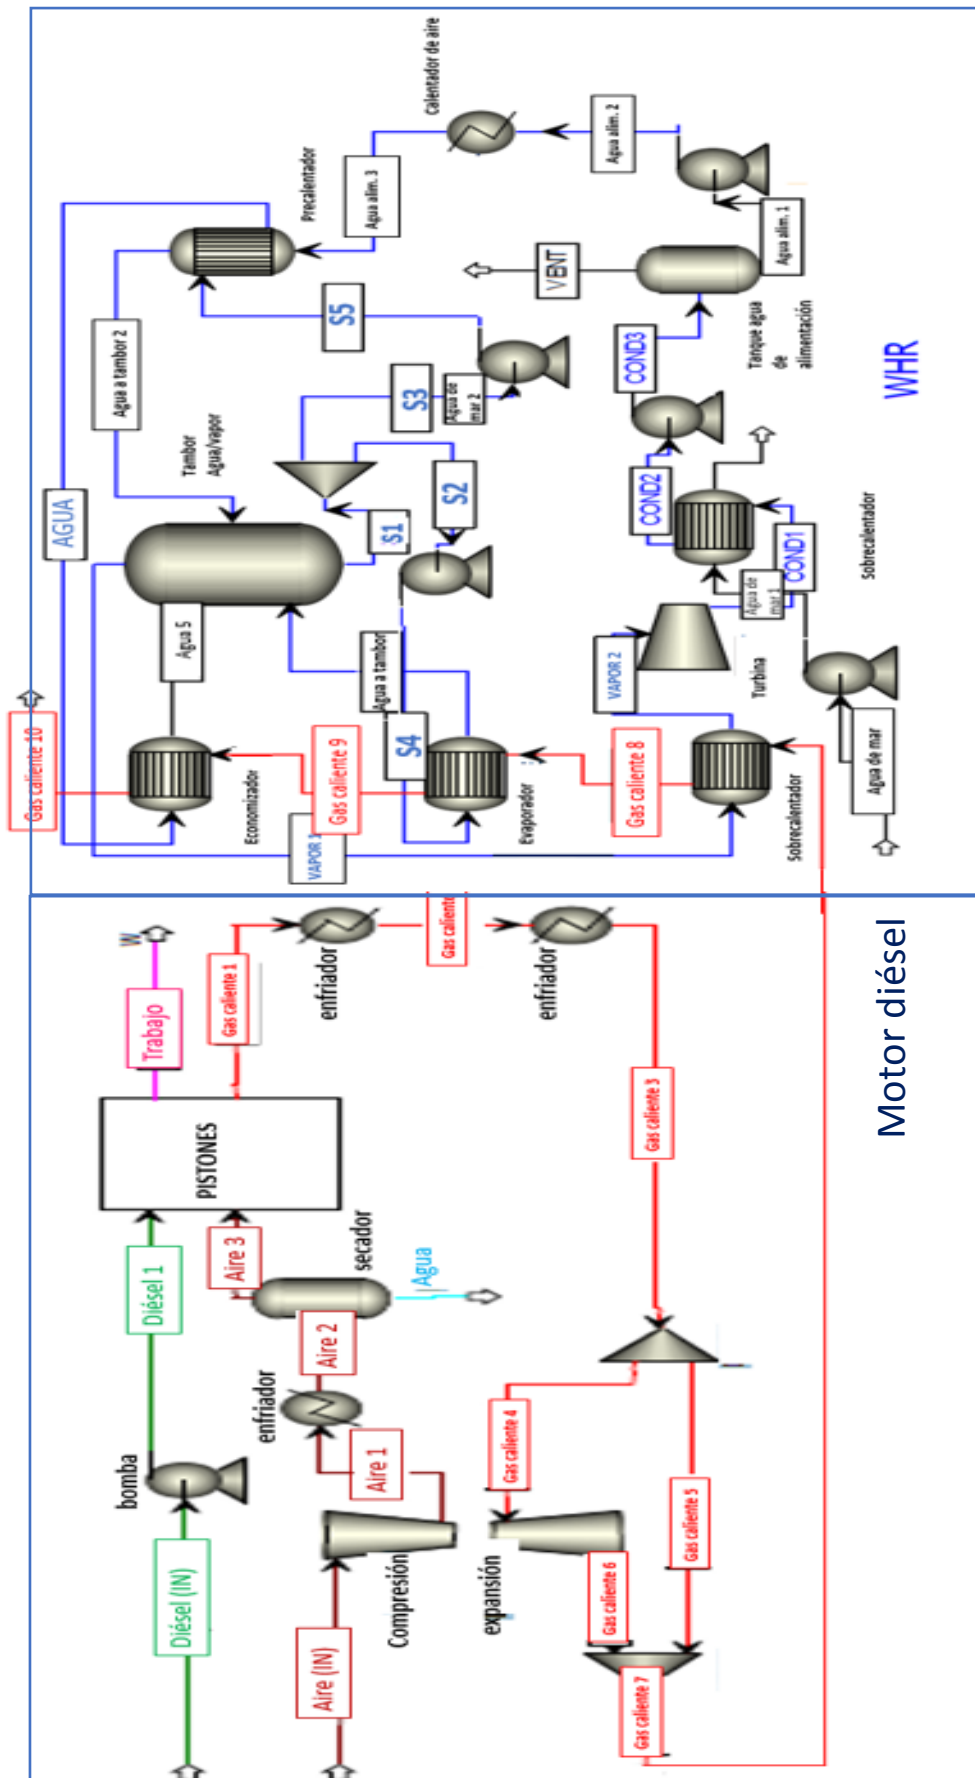 Diésel (IN)
bomba
Diésel 1
PISTONES
Trabajo
W
Aire (IN)
Compresión
Aire 1
enfriador
Aire 2
secador
Aire 3
Agua
Gas caliente 1
enfriador
Gas caliente
enfriador
Gas caliente 3
Gas caliente 4
Gas caliente 5
expansión
Gas caliente 6
Gas caliente 7
Motor diésel
Gas caliente 10
AGUA
Economizador
Agua 5
Tambor
Agua/vapor
Agua a tambor 2
Precalentador
Calentador de aire
VAPOR 1
Gas caliente 9
S4
Agua a tambor
S1
S2
S3
Agua de
mar 2
S5
Agua alim. 3
Evaporador
Gas caliente 8
VAPOR 2
COND2
COND3
VENT
Agua alim. 2
Sobrecalentador
Turbina
Agua de
mar 1
COND1
Tanque agua
de
alimentación
Agua alim. 1
Agua de mar
Sobrecalentador
WHR